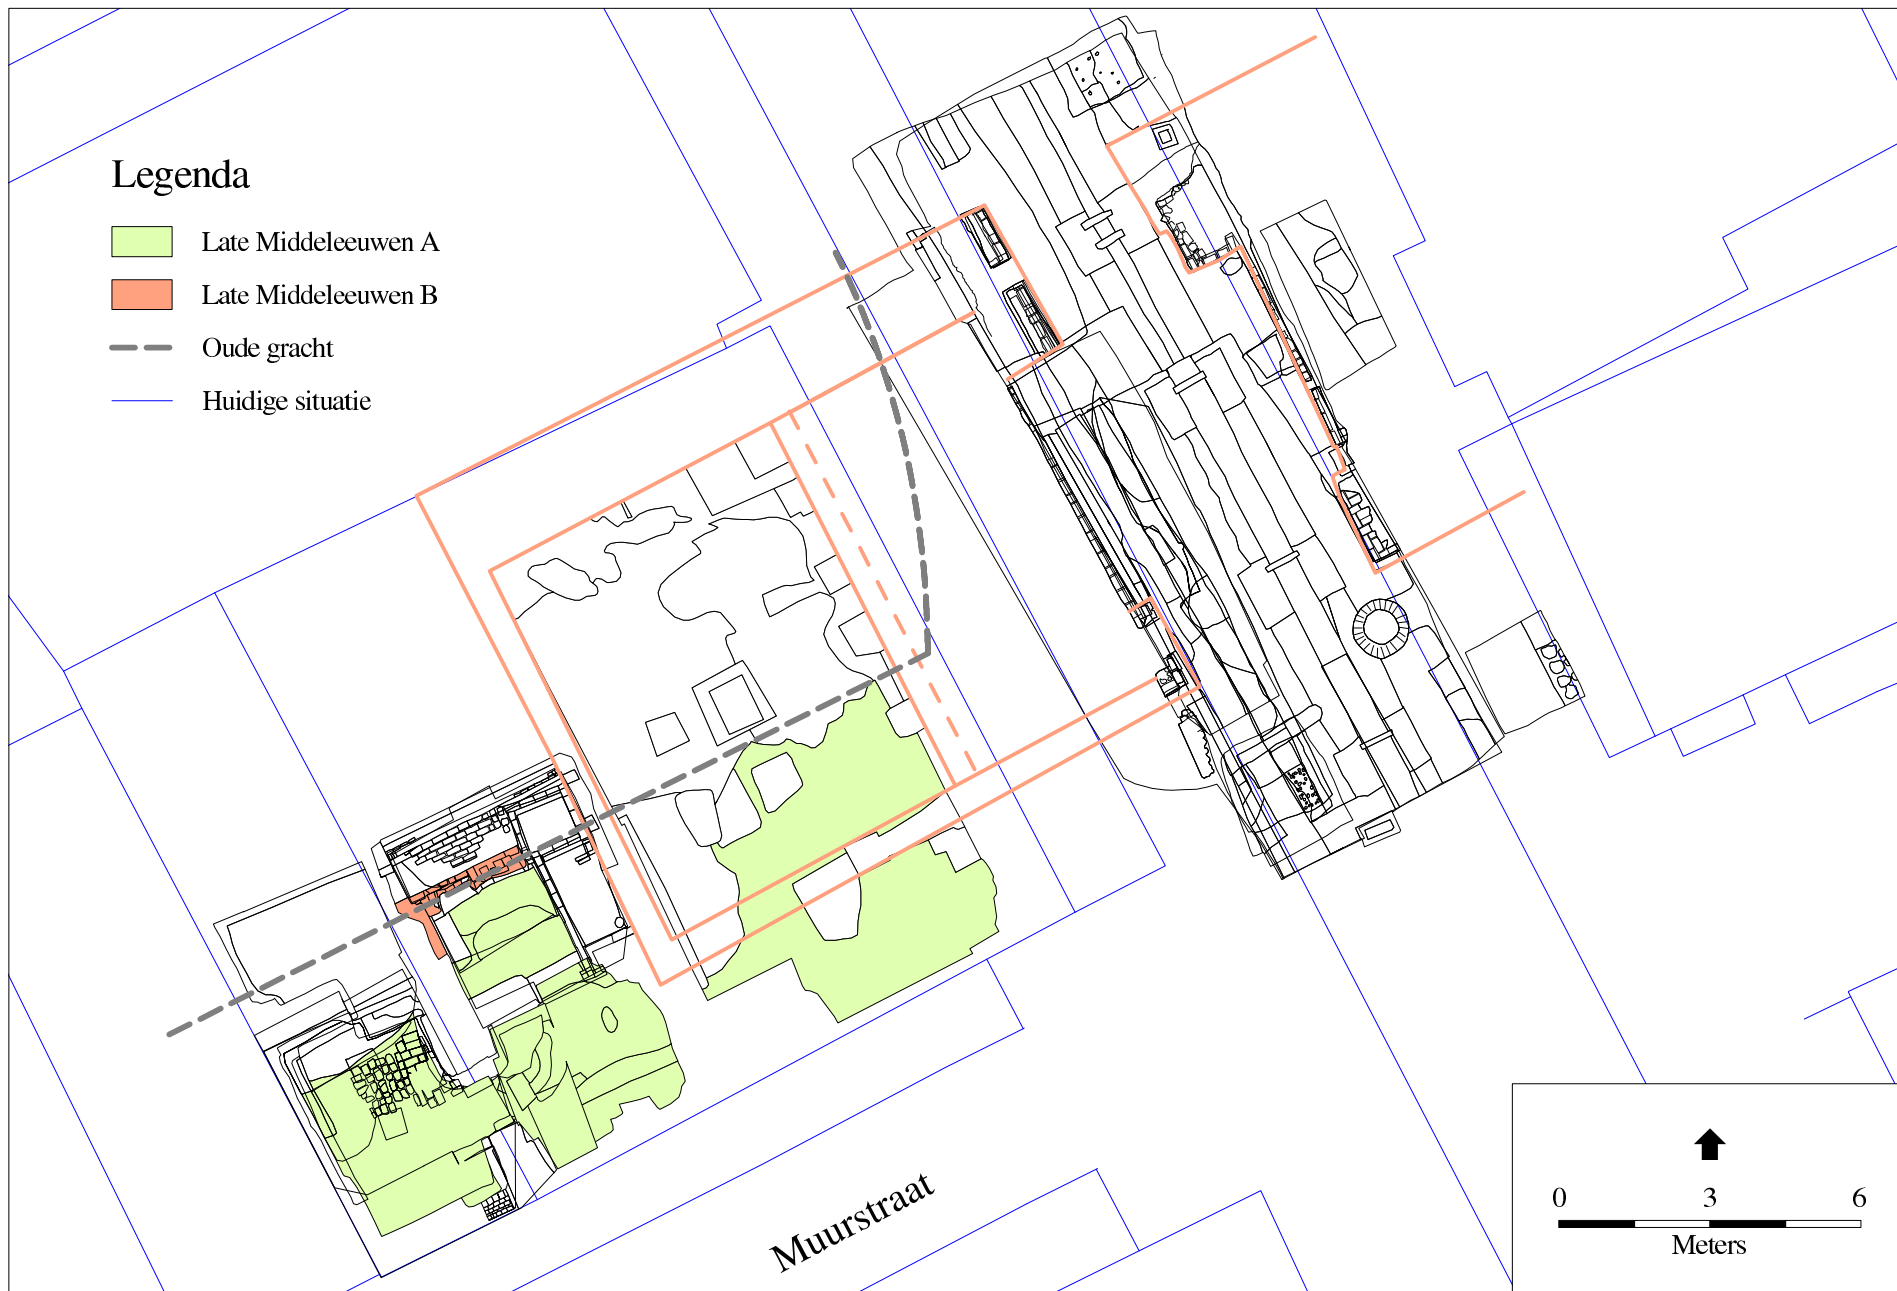 Legenda
Late Middeleeuwen A
Late Middeleeuwen B
Oude gracht
Huidige situatie
Muurstraat
0 3 6
Meters